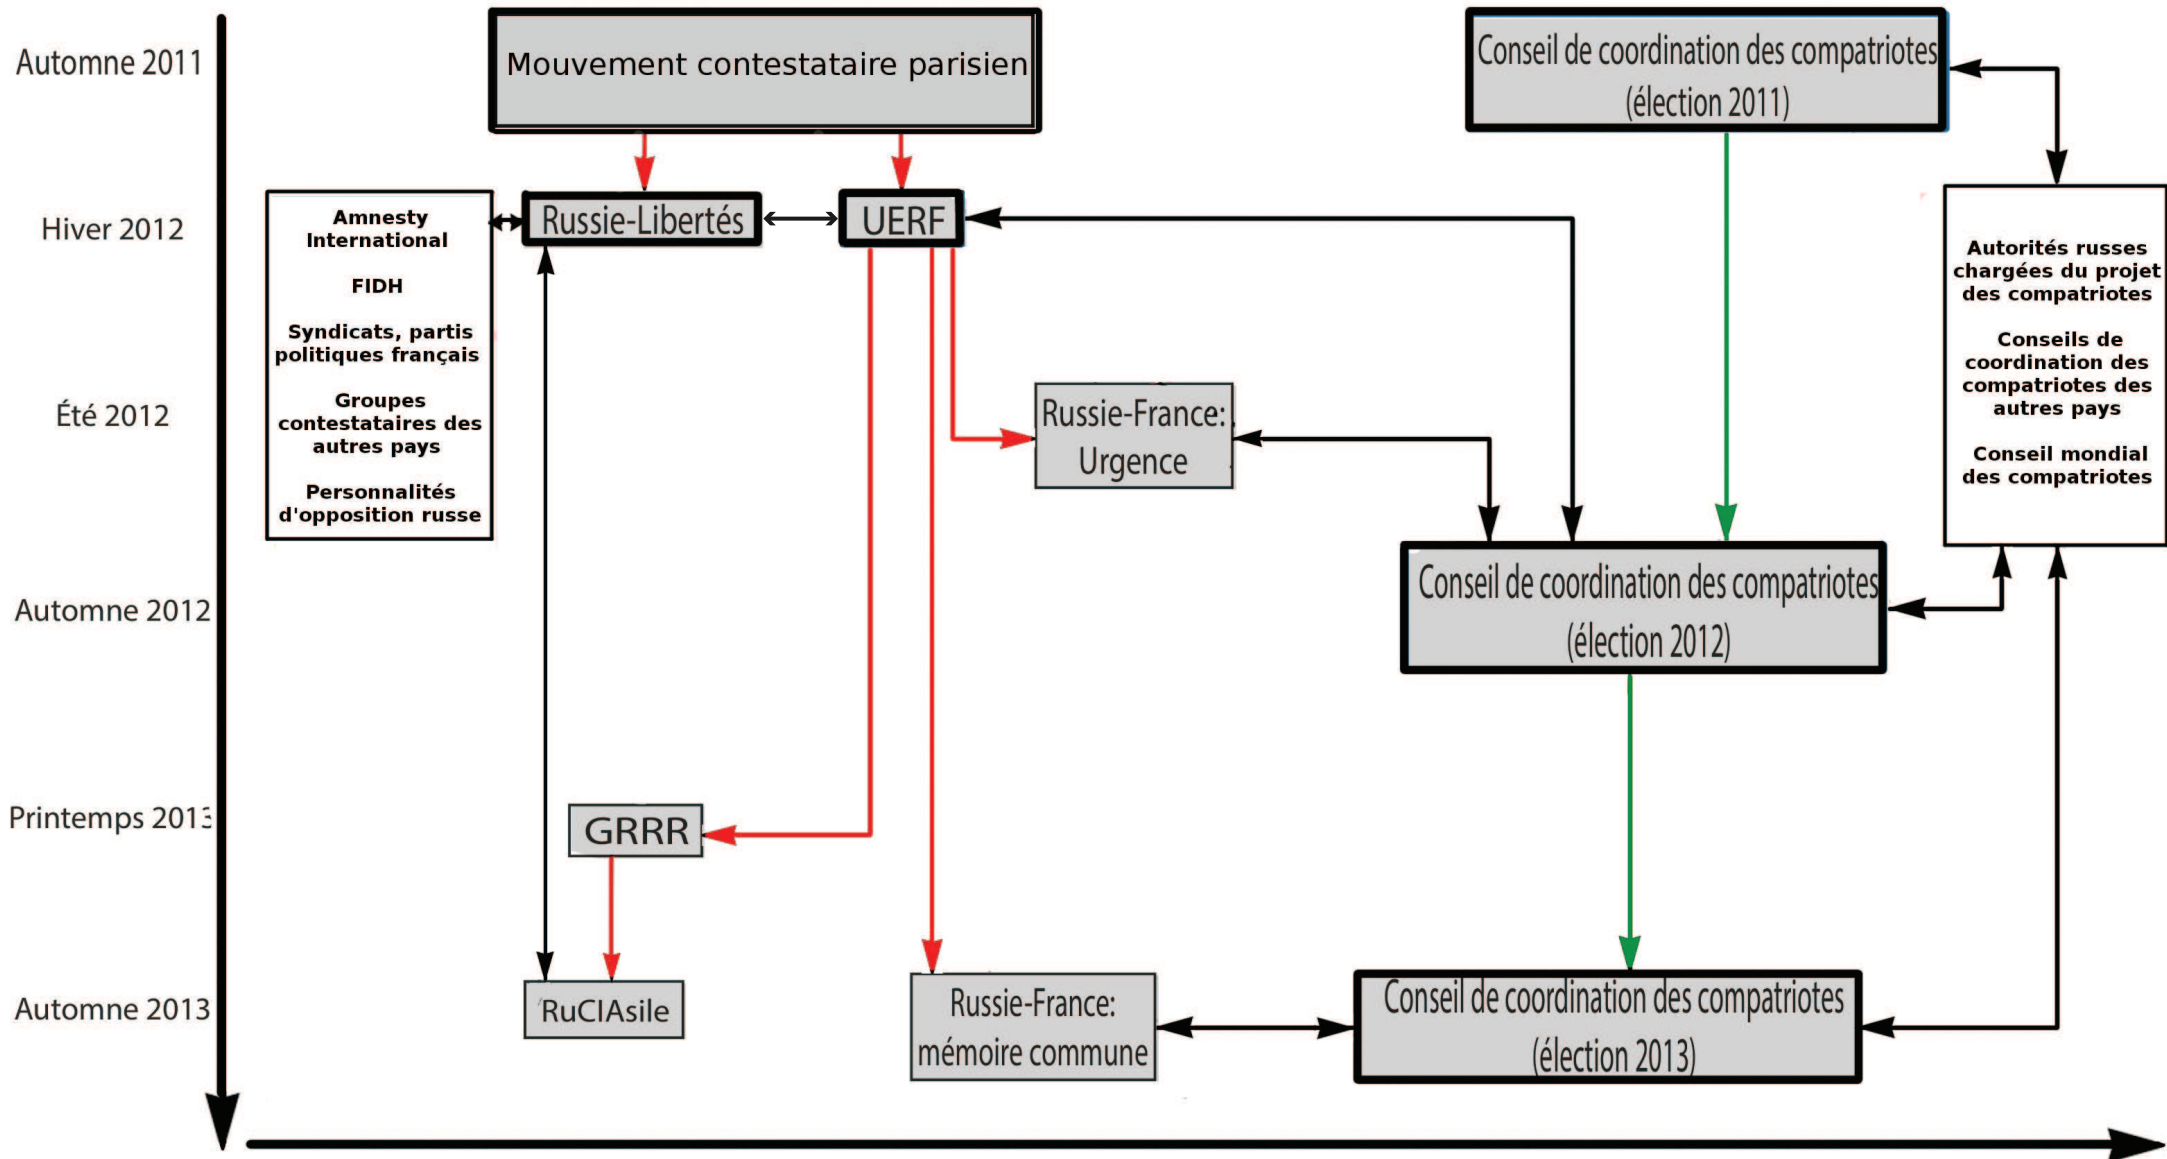 Automne 2011
Mouvement contestataire parisien
Conseil de coordination des compatriotes
(élection 2011)
Hiver 2012
Amnesty
International
FIDH
Syndicats, partis
politiques français
Groupes
contestataires des
autres pays
Personnalités
d'opposition russe
Russie-Libertés
UERF
Autorités russes
chargées du projet
des compatriotes
Conseils de
coordination des
compatriotes des
autres pays
Conseil mondial
des compatriotes
Été 2012
Russie-France:
Urgence
Automne 2012
Conseil de coordination des compatriotes
(élection 2012)
Printemps 2013
GRRR
Automne 2013
RuCIAsile
Russie-France:
mémoire commune
Conseil de coordination des compatriotes
(élection 2013)